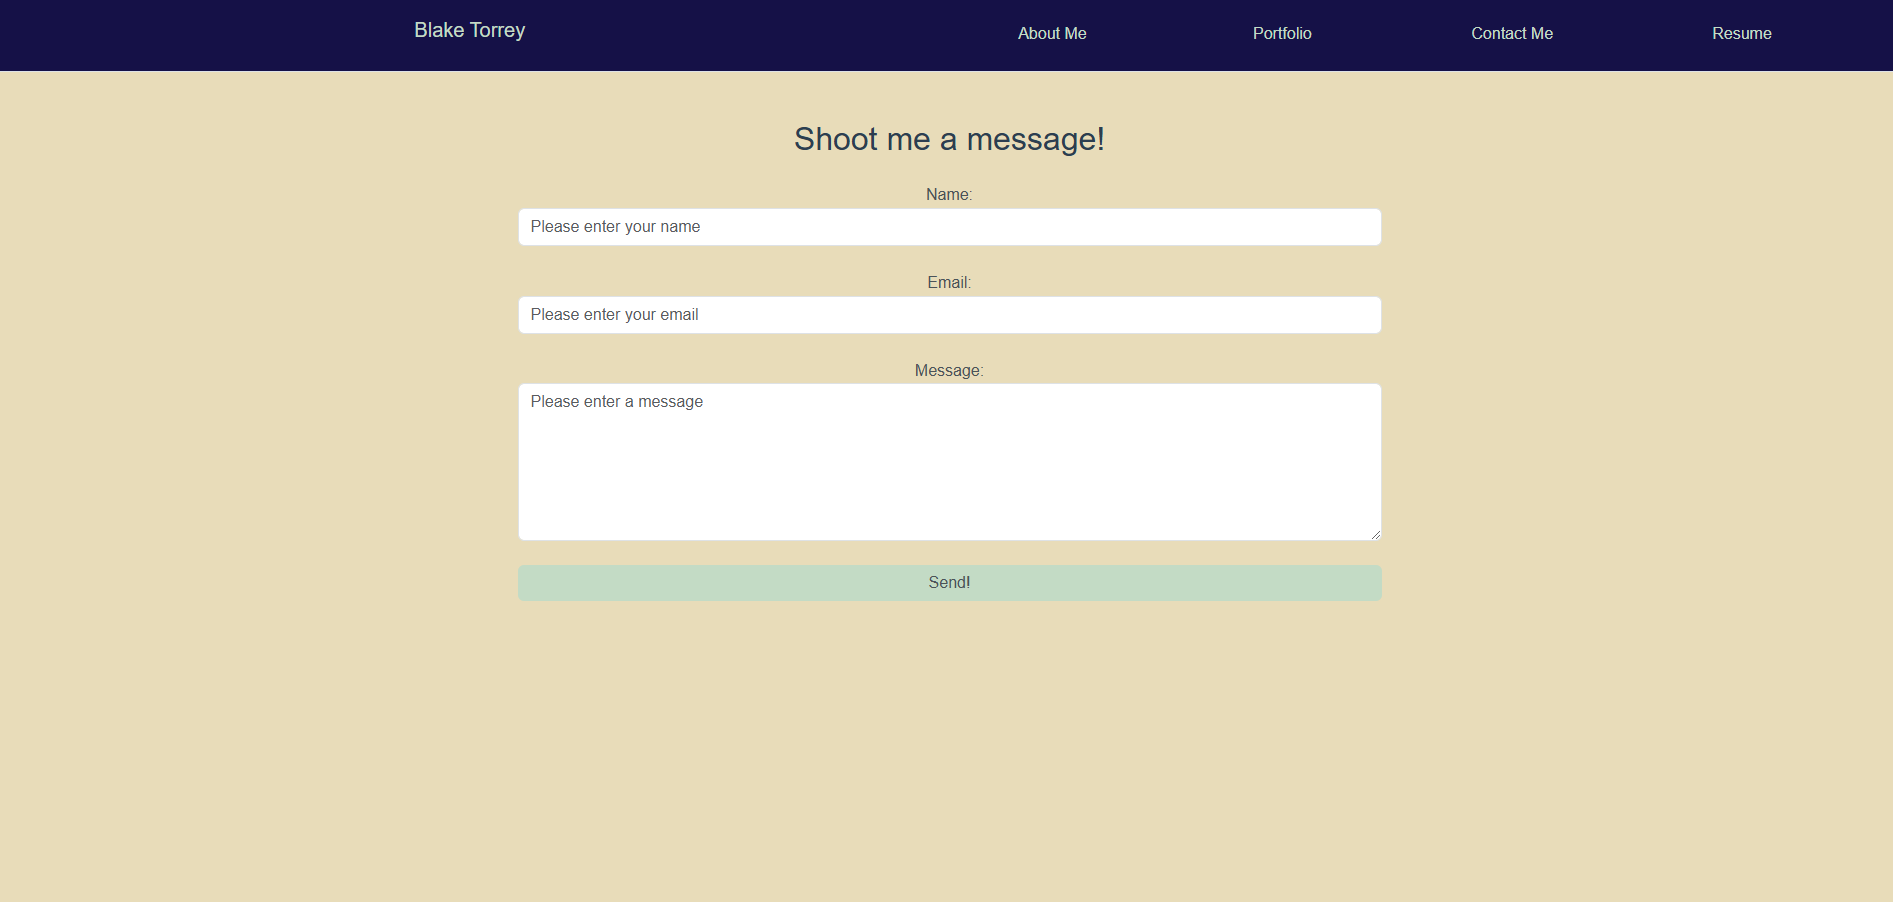 Blake Torrey About Me Portfolio Contact Me Resume
Shoot me a message!
Name:
Please enter your name
Email:
Please enter your email
Message:
Please enter a message
Send!